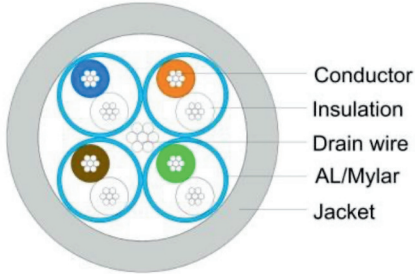 Conductor
Insulation
Drain wire
AL/Mylar
Jacket